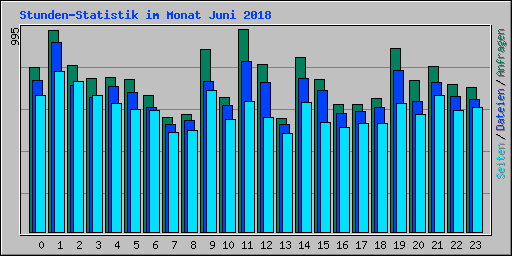 Stunden-Statistik im Monat Juni 2018
995
Seiten / Dateien / Anfragen
0 1 2 3 4 5 6 7 8 9 10 11 12 13 14 15 16 17 18 19 20 21 22 23